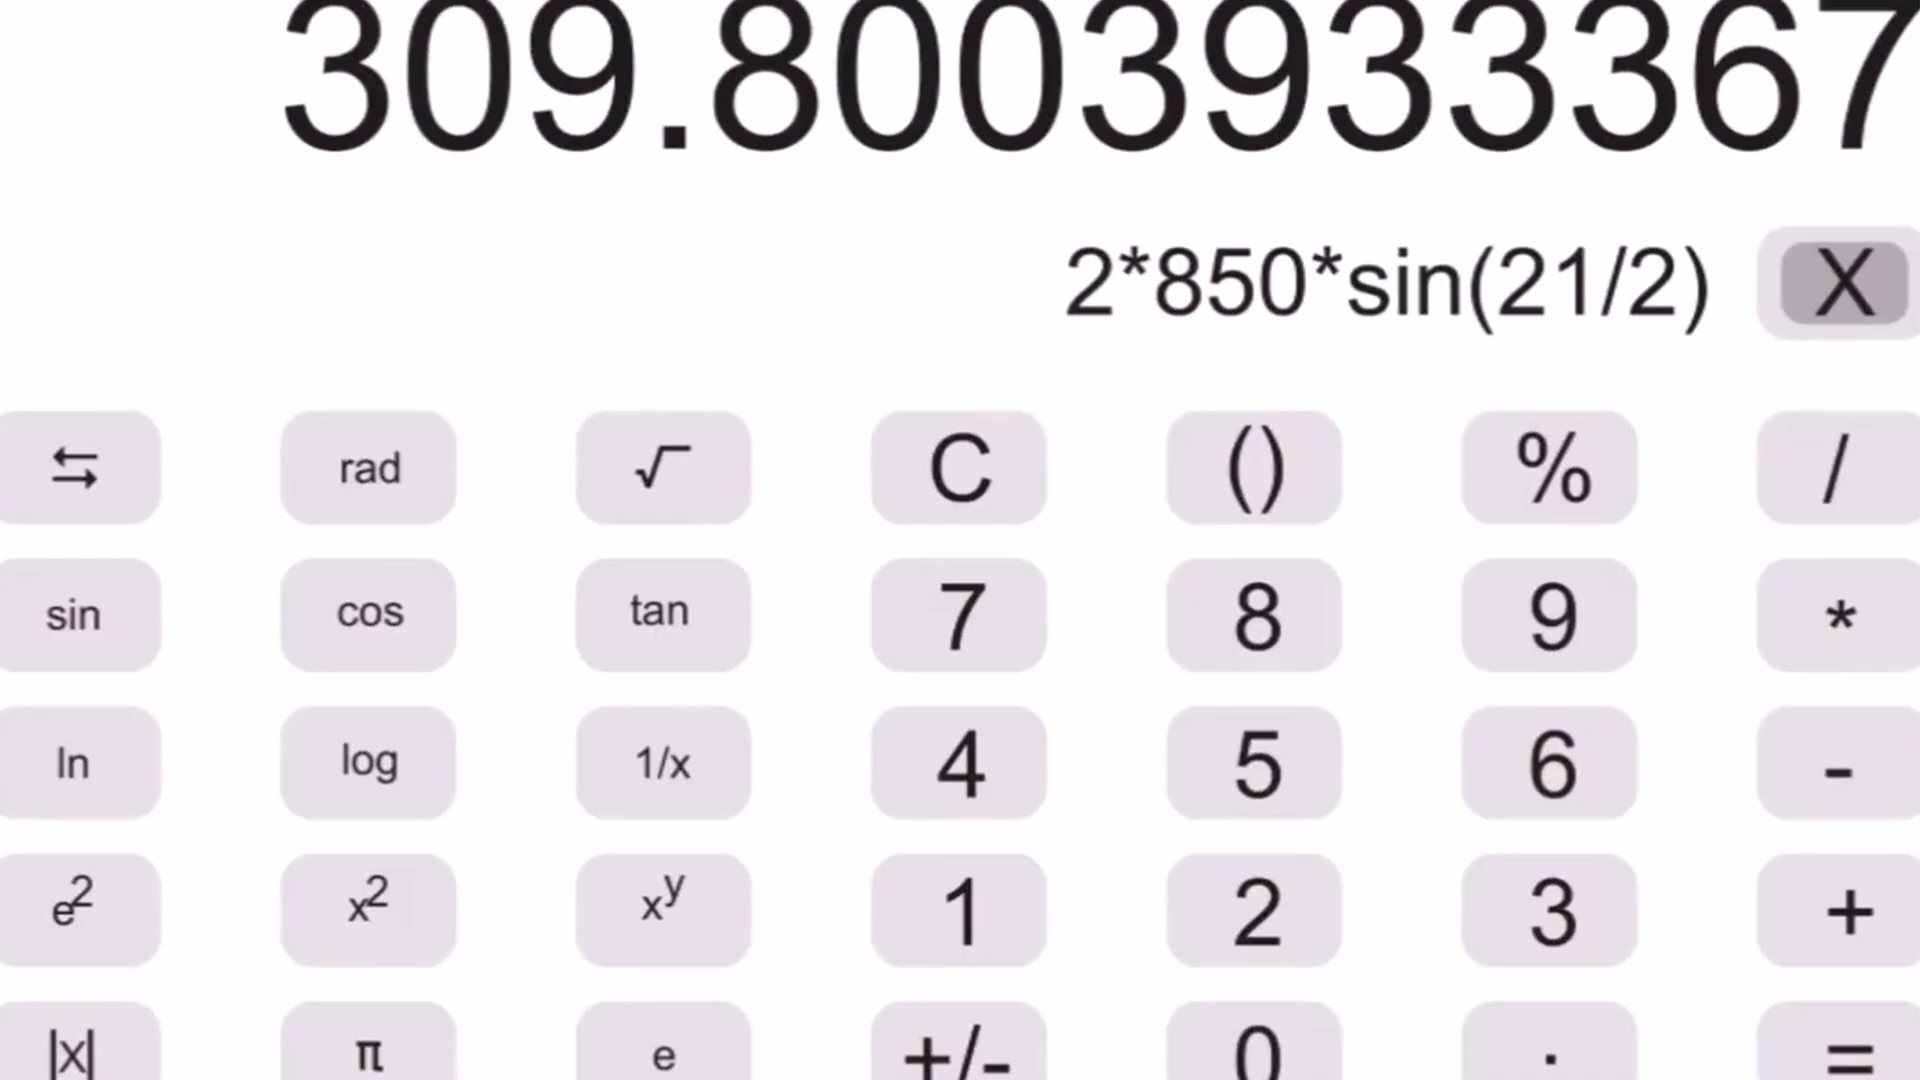 309.8003933367
2*850*sin(21/2) X
⇆ rad √ C () % /
sin cos tan 7 8 9 *
ln log 1/x 4 5 6 -
e² x² xʸ 1 2 3 +
|x| π e +/- 0 . =